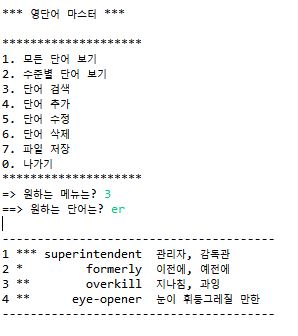 *** 영단어 마스터 ***
********************
1. 모든 단어 보기
2. 수준별 단어 보기
3. 단어 검색
4. 단어 추가
5. 단어 수정
6. 단어 삭제
7. 파일 저장
0. 나가기
********************
=> 원하는 메뉴는? 3
==> 원하는 단어는? er
---------------------------------------
1 *** superintendent 관리자, 감독관
2 * formerly 이전에, 예전에
3 ** overkill 지나침, 과잉
4 ** eye-opener 눈이 휘둥그레질 만한
---------------------------------------